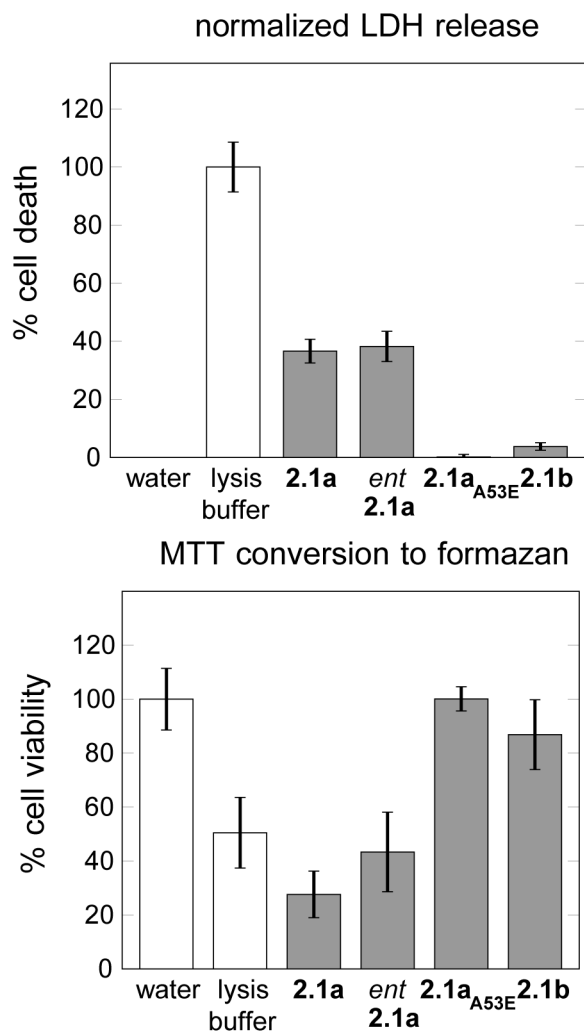 normalized LDH release
% cell death
120
100
80
60
40
20
0
water lysis buffer 2.1a ent 2.1a 2.1aA53E 2.1b
MTT conversion to formazan
% cell viability
120
100
80
60
40
20
0
water lysis buffer 2.1a ent 2.1a 2.1aA53E 2.1b